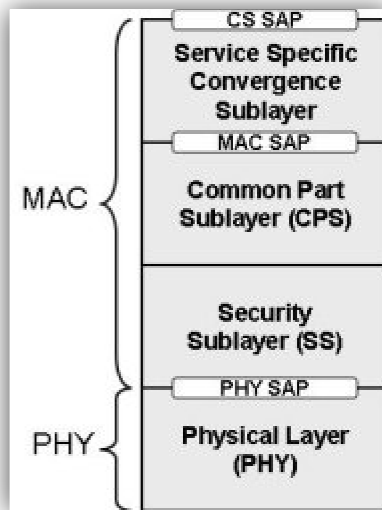 CS SAP
Service Specific
Convergence
Sublayer
MAC SAP
MAC
Common Part
Sublayer (CPS)
Security
Sublayer (SS)
PHY SAP
PHY
Physical Layer
(PHY)